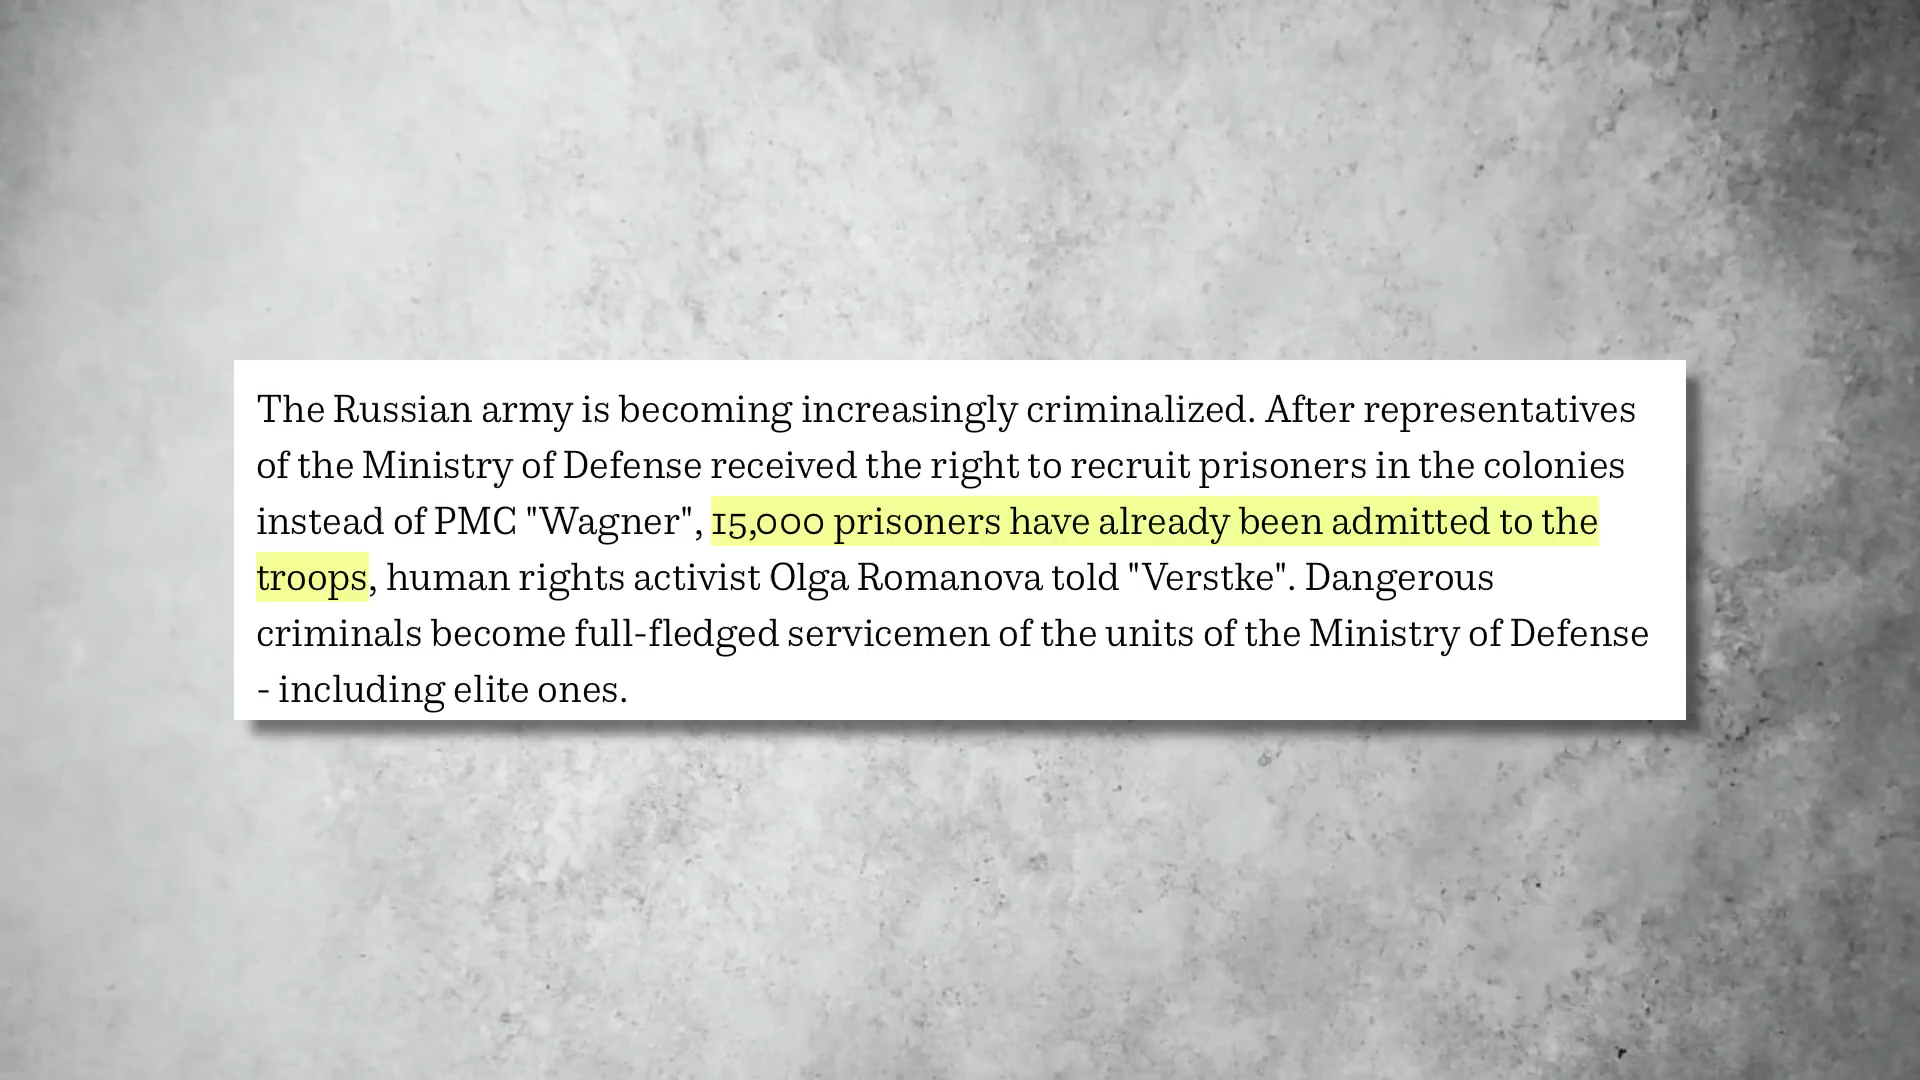 The Russian army is becoming increasingly criminalized. After representatives
of the Ministry of Defense received the right to recruit prisoners in the colonies
instead of PMC "Wagner", 15,000 prisoners have already been admitted to the
troops, human rights activist Olga Romanova told "Verstke". Dangerous
criminals become full-fledged servicemen of the units of the Ministry of Defense
- including elite ones.